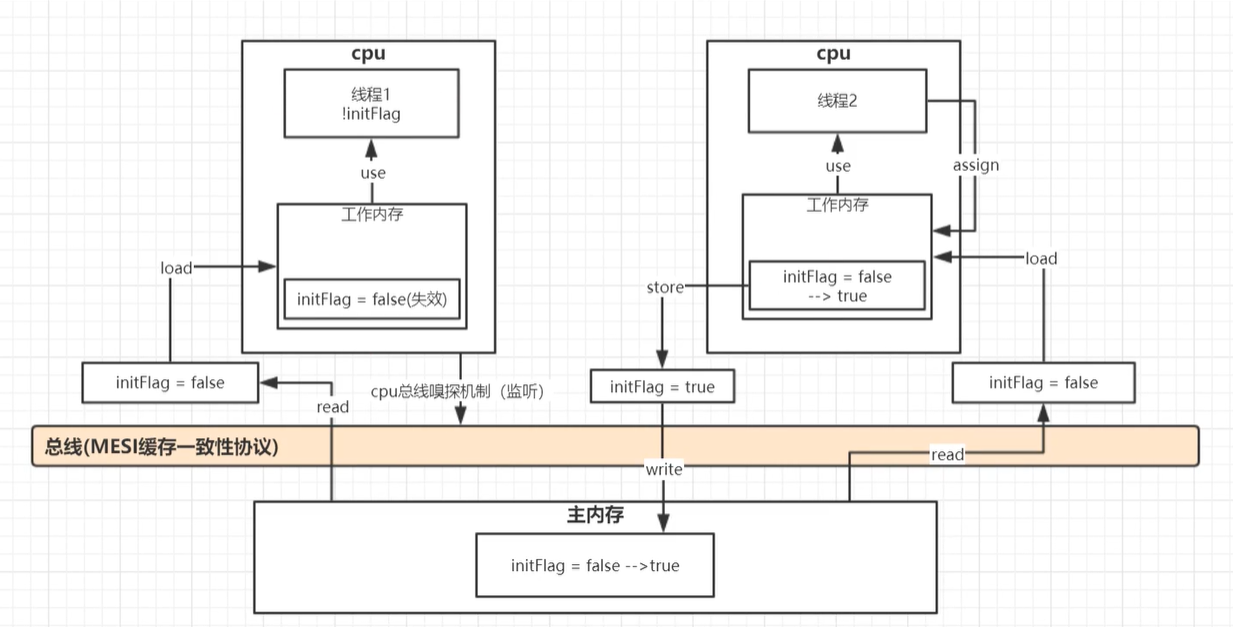 cpu
线程1
!initFlag
use
工作内存
load
initFlag = false(失效)
initFlag = false
read
cpu总线嗅探机制（监听）
cpu
线程2
use
assign
工作内存
initFlag = false
--> true
store
load
initFlag = true
initFlag = false
总线(MESI缓存一致性协议)
write
read
主内存
initFlag = false -->true